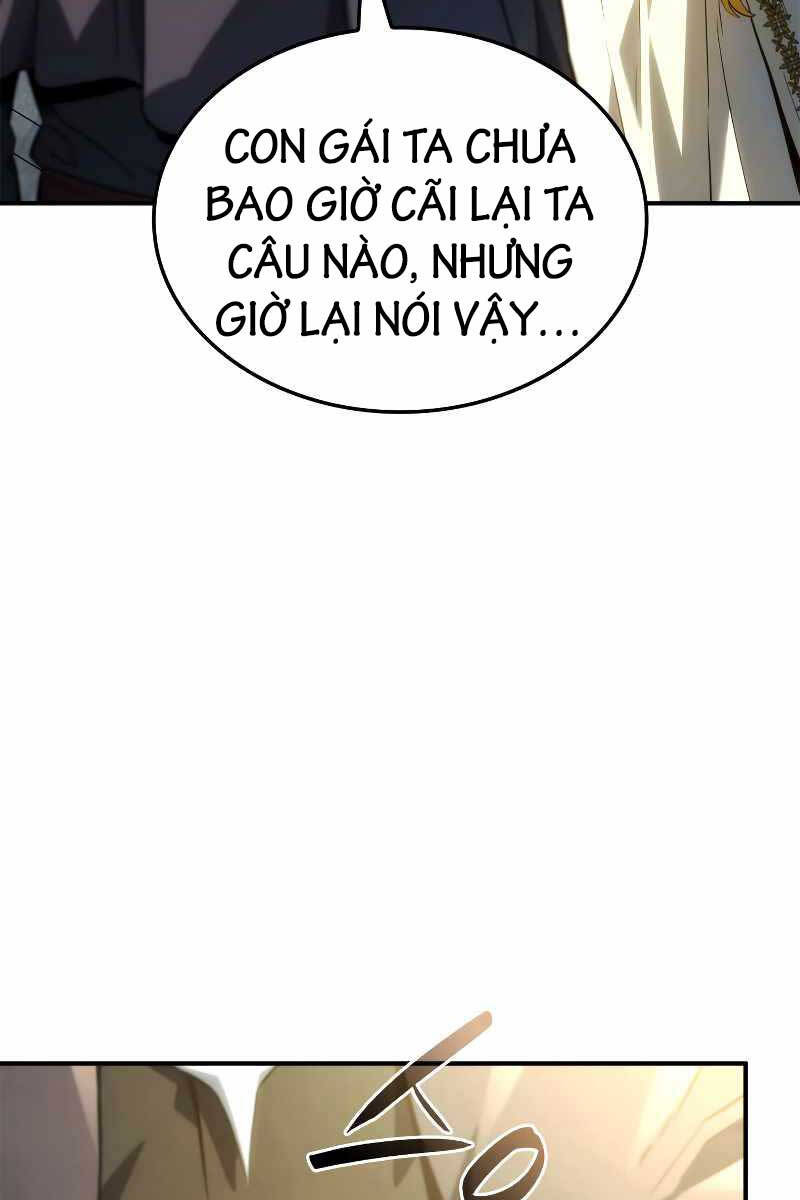 CON GÁI TA CHƯA
BAO GIỜ CÃI LẠI TA
CÂU NÀO, NHƯNG
GIỜ LẠI NÓI VẬY...